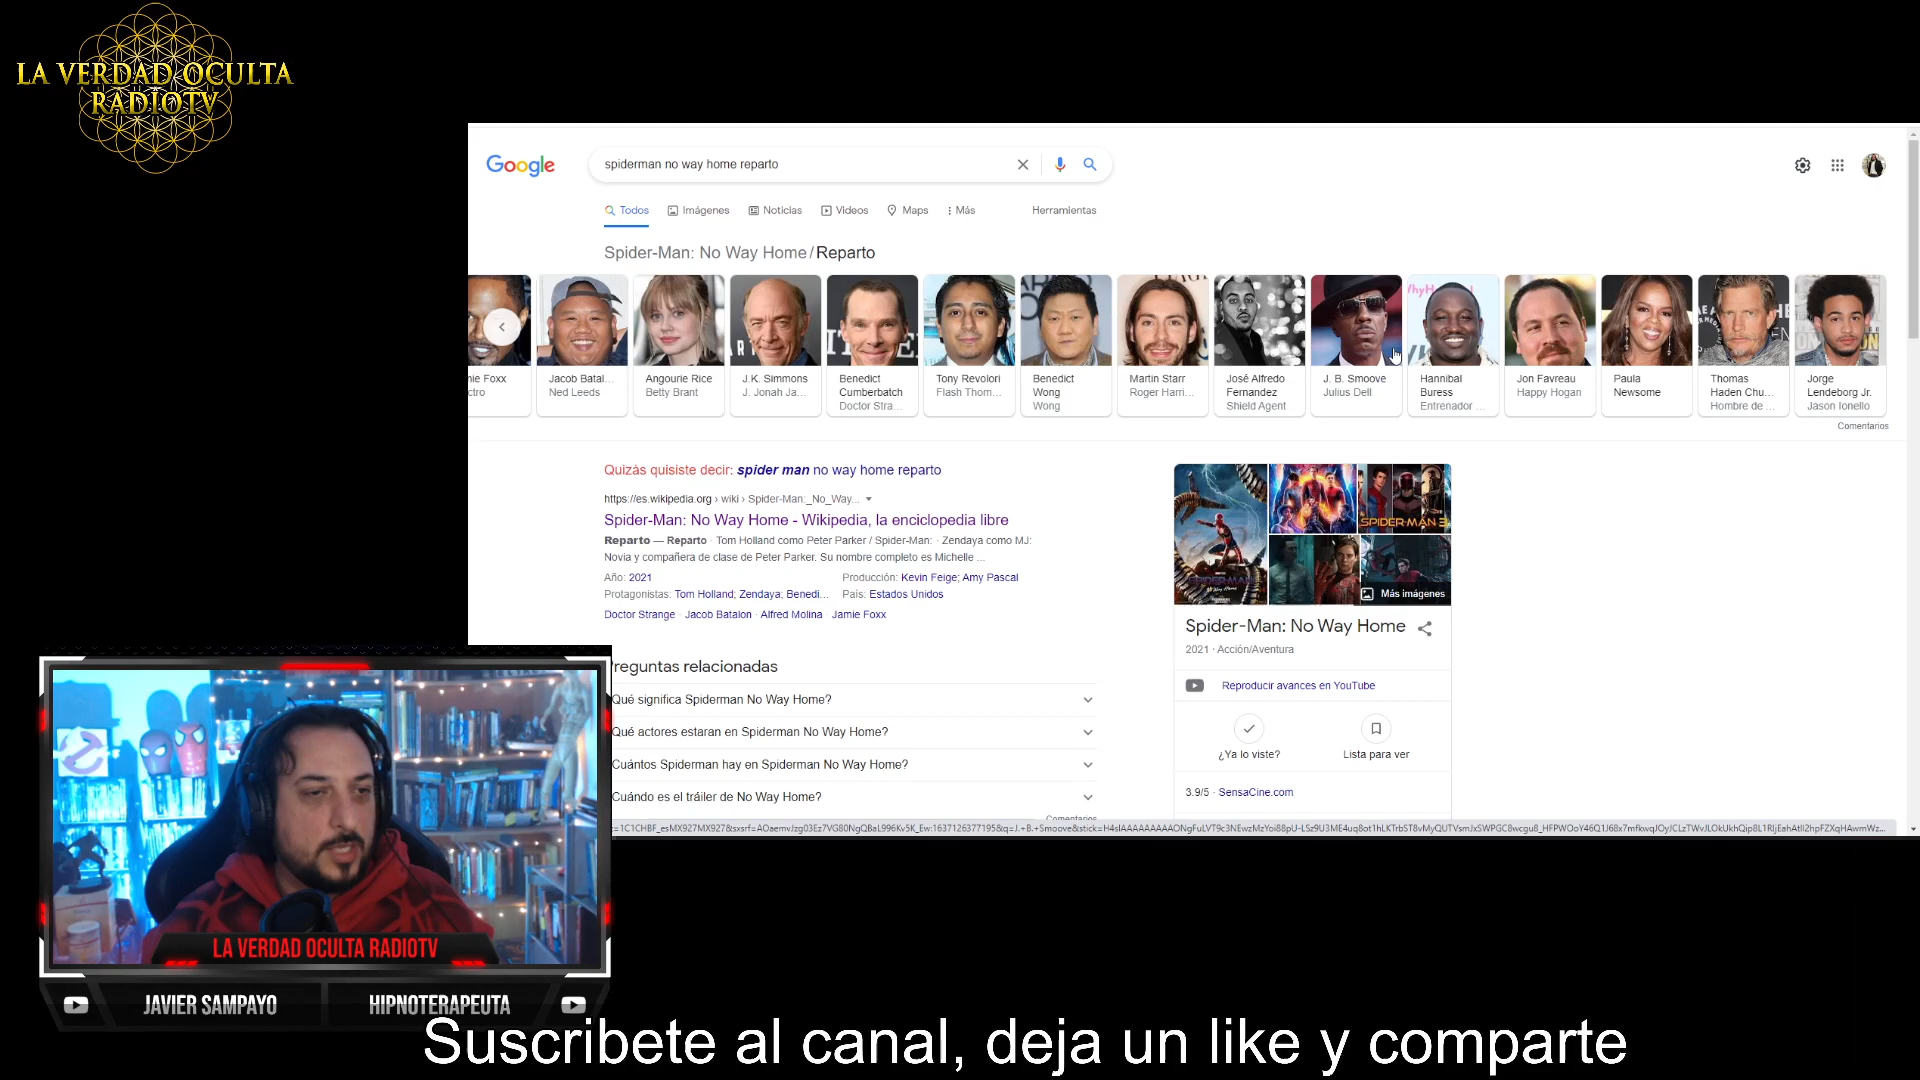 LA VERDAD OCULTA
RADIOTV
Google
spiderman no way home reparto
Todos
Imágenes
Noticias
Videos
Maps
Más
Herramientas
Spider-Man: No Way Home / Reparto
nie Foxx
ctro
Jacob Batal...
Ned Leeds
Angourie Rice
Betty Brant
J.K. Simmons
J. Jonah Ja...
Benedict
Cumberbatch
Doctor Stra...
Tony Revolori
Flash Thom...
Benedict
Wong
Wong
Martin Starr
Roger Harri...
José Alfredo
Fernandez
Shield Agent
J. B. Smoove
Julius Dell
Hannibal
Buress
Entrenador ...
Jon Favreau
Happy Hogan
Paula
Newsome
Thomas
Haden Chu...
Hombre de ...
Jorge
Lendeborg Jr.
Jason Ionello
Comentarios
Quizás quisiste decir: spider man no way home reparto
https://es.wikipedia.org › wiki › Spider-Man:_No_Way...
Spider-Man: No Way Home - Wikipedia, la enciclopedia libre
Reparto — Reparto · Tom Holland como Peter Parker / Spider-Man: · Zendaya como MJ:
Novia y compañera de clase de Peter Parker. Su nombre completo es Michelle ...
Año: 2021
Producción: Kevin Feige; Amy Pascal
Protagonistas: Tom Holland; Zendaya; Benedi...
País: Estados Unidos
Doctor Strange · Jacob Batalon · Alfred Molina · Jamie Foxx
Preguntas relacionadas
Qué significa Spiderman No Way Home?
Qué actores estaran en Spiderman No Way Home?
Cuántos Spiderman hay en Spiderman No Way Home?
Cuándo es el tráiler de No Way Home?
Comentarios
SPIDER-MAN 3
Más imágenes
Spider-Man: No Way Home
2021 · Acción/Aventura
Reproducir avances en YouTube
¿Ya lo viste?
Lista para ver
3.9/5 · SensaCine.com
LA VERDAD OCULTA RADIOTV
JAVIER SAMPAYO
HIPNOTERAPEUTA
Suscribete al canal, deja un like y comparte